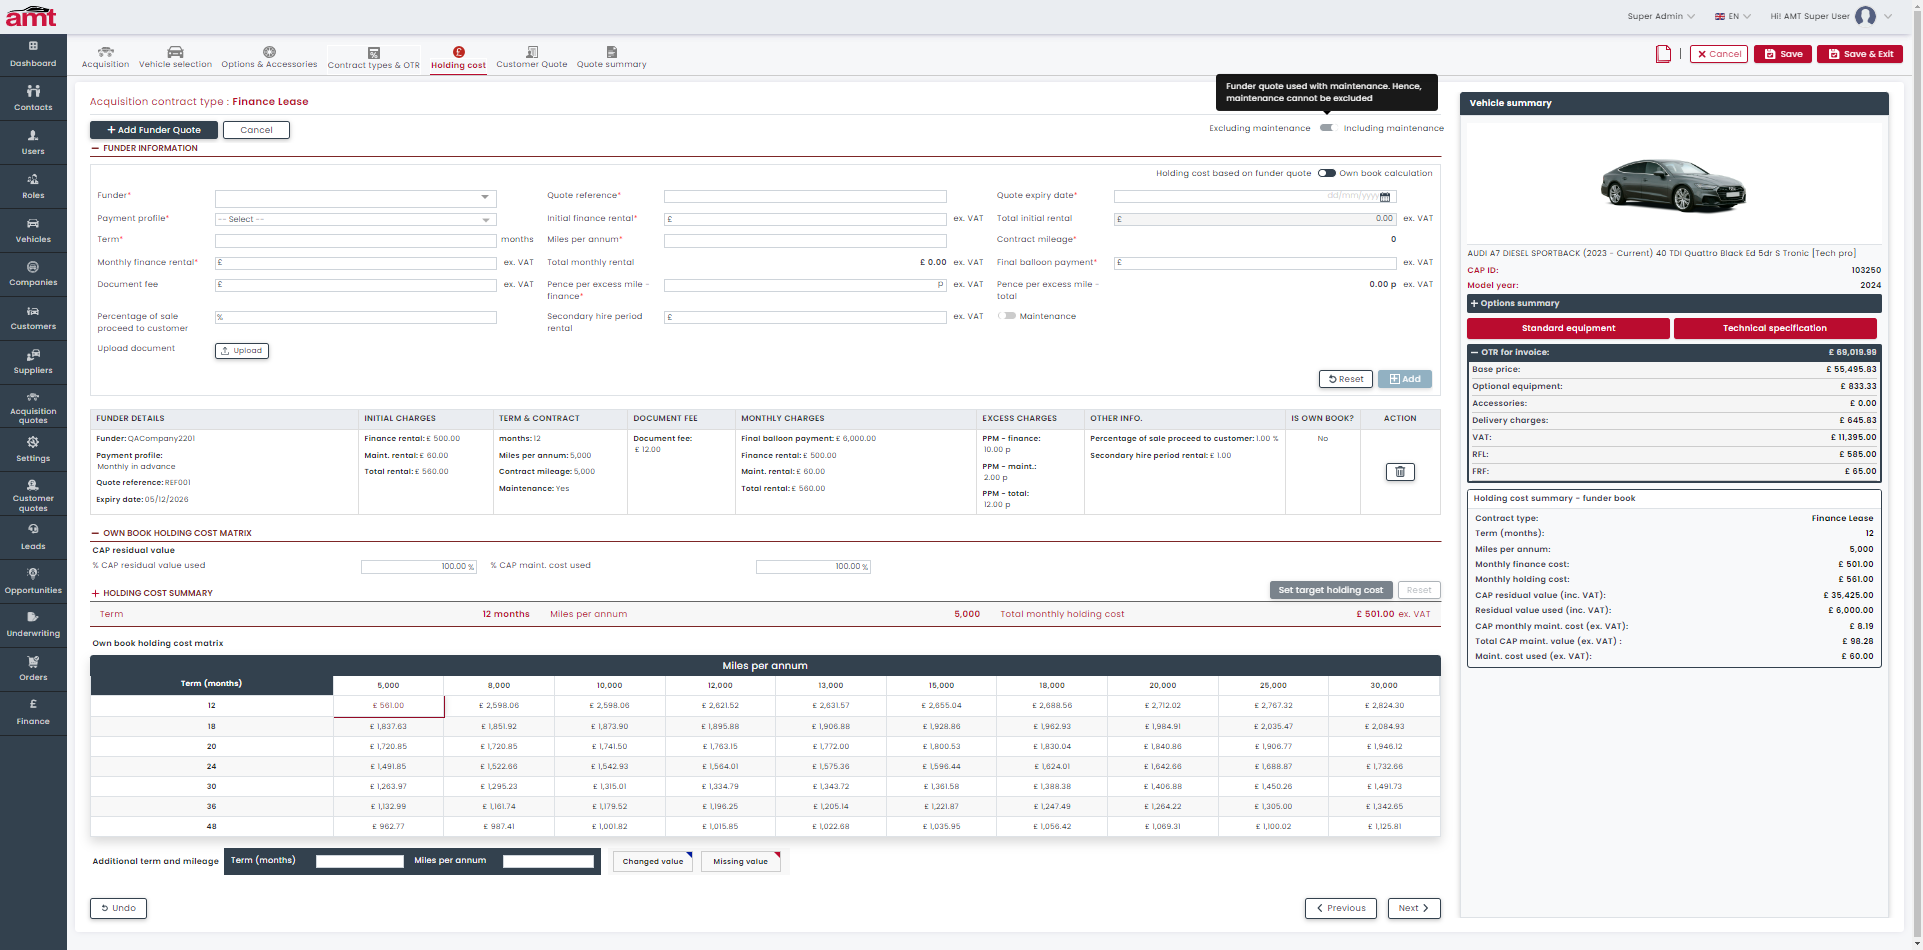 amt
Super Admin
EN
Hi! AMT Super User
Dashboard
Contacts
Users
Roles
Vehicles
Companies
Customers
Suppliers
Acquisition
quotes
Settings
Customer
quotes
Leads
Opportunities
Underwriting
Orders
Finance
Acquisition
Vehicle selection
Options & Accessories
Contract types & OTR
Holding cost
Customer Quote
Quote summary
Cancel
Save
Save & Exit
Funder quote used with maintenance. Hence,
maintenance cannot be excluded
Acquisition contract type : Finance Lease
+ Add Funder Quote
Cancel
Excluding maintenance
Including maintenance
FUNDER INFORMATION
Holding cost based on funder quote
Own book calculation
Funder*
Quote reference*
Quote expiry date*
dd/mm/yyyy
Payment profile*
-- Select --
Initial finance rental*
£
ex. VAT
Total initial rental
£ 0.00
ex. VAT
Term*
months
Miles per annum*
Contract mileage*
0
Monthly finance rental*
£
ex. VAT
Total monthly rental
£ 0.00 ex. VAT
Final balloon payment*
£
ex. VAT
Document fee
£
ex. VAT
Pence per excess mile -
finance*
p
ex. VAT
Pence per excess mile -
total
0.00 p ex. VAT
Percentage of sale
proceed to customer
%
Secondary hire period
rental
£
ex. VAT
Maintenance
Upload document
Upload
Reset
Add
FUNDER DETAILS INITIAL CHARGES TERM & CONTRACT DOCUMENT FEE MONTHLY CHARGES EXCESS CHARGES OTHER INFO. IS OWN BOOK? ACTION
Funder: QACompany2201
Payment profile:
Monthly in advance
Quote reference: REF001
Expiry date: 05/12/2026
Finance rental: £ 500.00
Maint. rental: £ 60.00
Total rental: £ 560.00
months: 12
Miles per annum: 5,000
Contract mileage: 5,000
Maintenance: Yes
Document fee:
£ 12.00
Final balloon payment: £ 6,000.00
Finance rental: £ 500.00
Maint. rental: £ 60.00
Total rental: £ 560.00
PPM - finance:
10.00 p
PPM - maint.:
2.00 p
PPM - total:
12.00 p
Percentage of sale proceed to customer: 1.00 %
Secondary hire period rental: £ 1.00
No
OWN BOOK HOLDING COST MATRIX
CAP residual value
% CAP residual value used
100.00 %
% CAP maint. cost used
100.00 %
+ HOLDING COST SUMMARY
Set target holding cost
Reset
Term 12 months Miles per annum 5,000 Total monthly holding cost £ 501.00 ex. VAT
Own book holding cost matrix
Miles per annum
Term (months) 5,000 8,000 10,000 12,000 13,000 15,000 18,000 20,000 25,000 30,000
12 £ 561.00 £ 2,598.06 £ 2,598.06 £ 2,621.52 £ 2,631.57 £ 2,655.04 £ 2,688.56 £ 2,712.02 £ 2,767.32 £ 2,824.30
18 £ 1,837.63 £ 1,851.92 £ 1,873.90 £ 1,895.88 £ 1,906.88 £ 1,928.86 £ 1,962.93 £ 1,984.91 £ 2,035.47 £ 2,084.93
20 £ 1,720.85 £ 1,720.85 £ 1,741.50 £ 1,763.15 £ 1,772.00 £ 1,800.53 £ 1,830.04 £ 1,840.86 £ 1,906.77 £ 1,946.12
24 £ 1,491.85 £ 1,522.66 £ 1,542.93 £ 1,564.01 £ 1,575.36 £ 1,596.44 £ 1,624.01 £ 1,642.66 £ 1,688.87 £ 1,732.66
30 £ 1,263.97 £ 1,295.23 £ 1,315.01 £ 1,334.79 £ 1,343.72 £ 1,361.58 £ 1,388.38 £ 1,406.88 £ 1,450.26 £ 1,491.73
36 £ 1,132.99 £ 1,161.74 £ 1,179.52 £ 1,196.25 £ 1,205.14 £ 1,221.87 £ 1,247.49 £ 1,264.22 £ 1,305.00 £ 1,342.65
48 £ 962.77 £ 987.41 £ 1,001.82 £ 1,015.85 £ 1,022.68 £ 1,035.95 £ 1,056.42 £ 1,069.31 £ 1,100.02 £ 1,125.81
Additional term and mileage
Term (months)
Miles per annum
Changed value
Missing value
Undo
Previous
Next
Vehicle summary
AUDI A7 DIESEL SPORTBACK (2023 - Current) 40 TDI Quattro Black Ed 5dr S Tronic [Tech pro]
CAP ID: 103250
Model year: 2024
+ Options summary
Standard equipment
Technical specification
OTR for invoice: £ 69,019.99
Base price: £ 55,495.83
Optional equipment: £ 833.33
Accessories: £ 0.00
Delivery charges: £ 645.83
VAT: £ 11,395.00
RFL: £ 585.00
FRF: £ 65.00
Holding cost summary - funder book
Contract type: Finance Lease
Term (months): 12
Miles per annum: 5,000
Monthly finance cost: £ 501.00
Monthly holding cost: £ 561.00
CAP residual value (inc. VAT): £ 35,425.00
Residual value used (inc. VAT): £ 6,000.00
CAP monthly maint. cost (ex. VAT): £ 8.19
Total CAP maint. value (ex. VAT) : £ 98.28
Maint. cost used (ex. VAT): £ 60.00